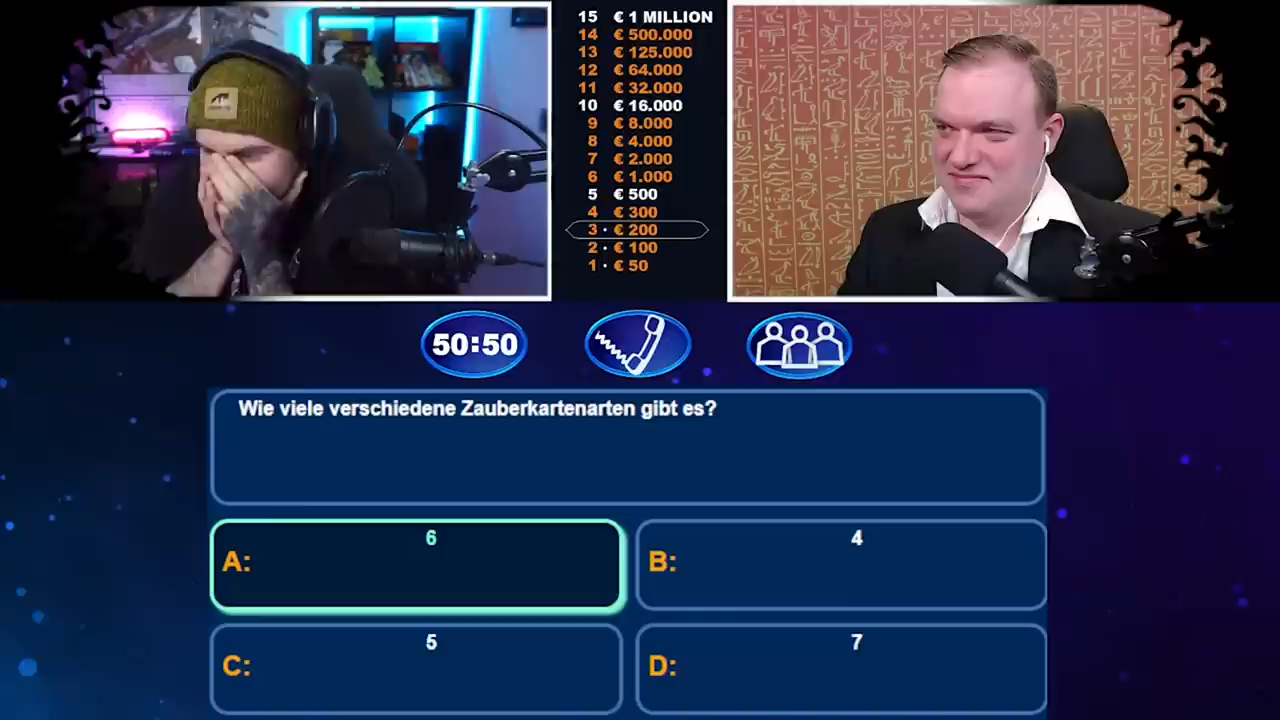 15 € 1 MILLION
14 € 500.000
13 € 125.000
12 € 64.000
11 € 32.000
10 € 16.000
9 € 8.000
8 € 4.000
7 € 2.000
6 € 1.000
5 € 500
4 € 300
3 · € 200
2 · € 100
1 · € 50
50:50
Wie viele verschiedene Zauberkartenarten gibt es?
A: 6
B: 4
C: 5
D: 7